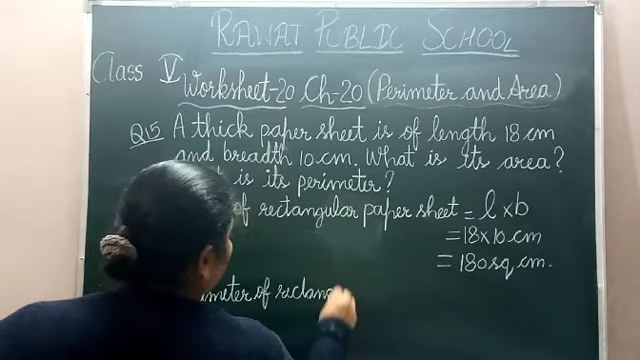 RAWAT PUBLIC SCHOOL
Class V
Worksheet-20 Ch-20 (Perimeter and Area)
Q15 A thick paper sheet is of length 18 cm
and breadth 10 cm. What is its area?
is its perimeter?
of rectangular paper sheet = l x b
= 18 x 10 cm
= 180 sq cm.
of